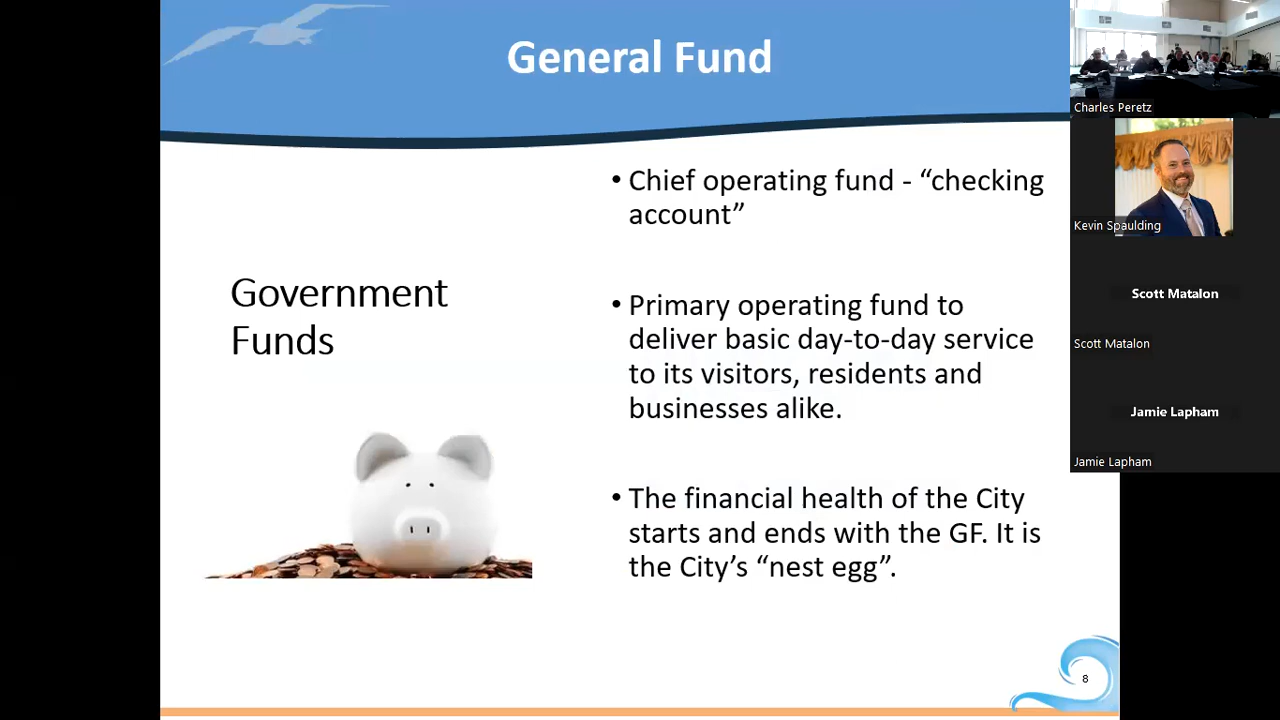 General Fund
Government
Funds
• Chief operating fund - “checking
account”
• Primary operating fund to
deliver basic day-to-day service
to its visitors, residents and
businesses alike.
• The financial health of the City
starts and ends with the GF. It is
the City’s “nest egg”.
8
Charles Peretz
Kevin Spaulding
Scott Matalon
Scott Matalon
Jamie Lapham
Jamie Lapham